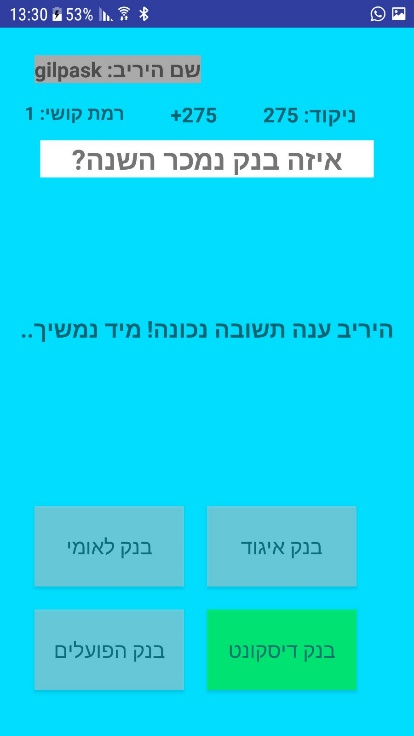 13:30 53%
שם היריב: gilpask
ניקוד: 275 +275 רמת קושי: 1
איזה בנק נמכר השנה?
היריב ענה תשובה נכונה! מיד נמשיך..
בנק איגוד בנק לאומי
בנק דיסקונט בנק הפועלים